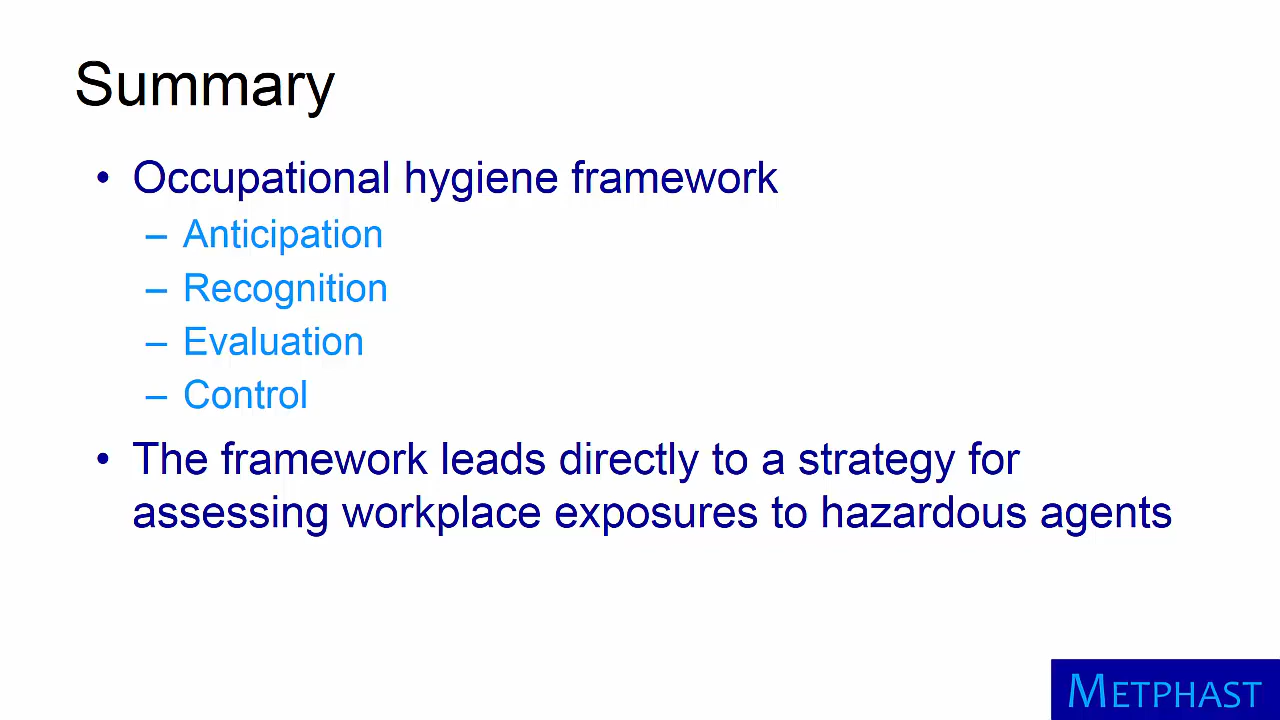 Summary
• Occupational hygiene framework
– Anticipation
– Recognition
– Evaluation
– Control
• The framework leads directly to a strategy for
assessing workplace exposures to hazardous agents
METPHAST